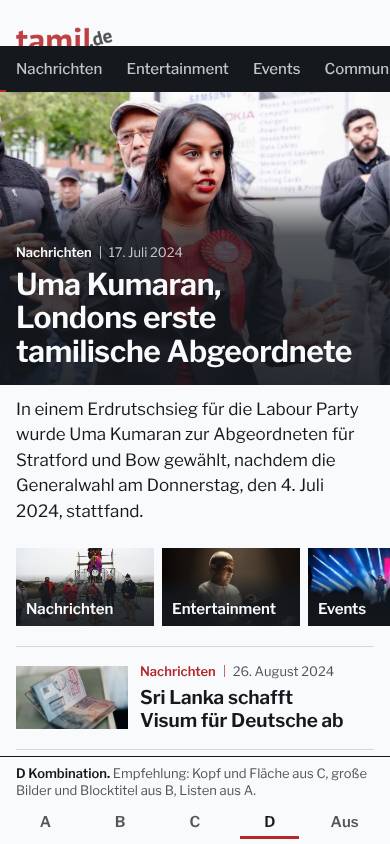 tamil.de
Nachrichten Entertainment Events Commun
Nachrichten | 17. Juli 2024
Uma Kumaran,
Londons erste
tamilische Abgeordnete
In einem Erdrutschsieg für die Labour Party
wurde Uma Kumaran zur Abgeordneten für
Stratford und Bow gewählt, nachdem die
Generalwahl am Donnerstag, den 4. Juli
2024, stattfand.
Nachrichten Entertainment Events
Nachrichten | 26. August 2024
Sri Lanka schafft
Visum für Deutsche ab
D Kombination. Empfehlung: Kopf und Fläche aus C, große
Bilder und Blocktitel aus B, Listen aus A.
A B C D Aus